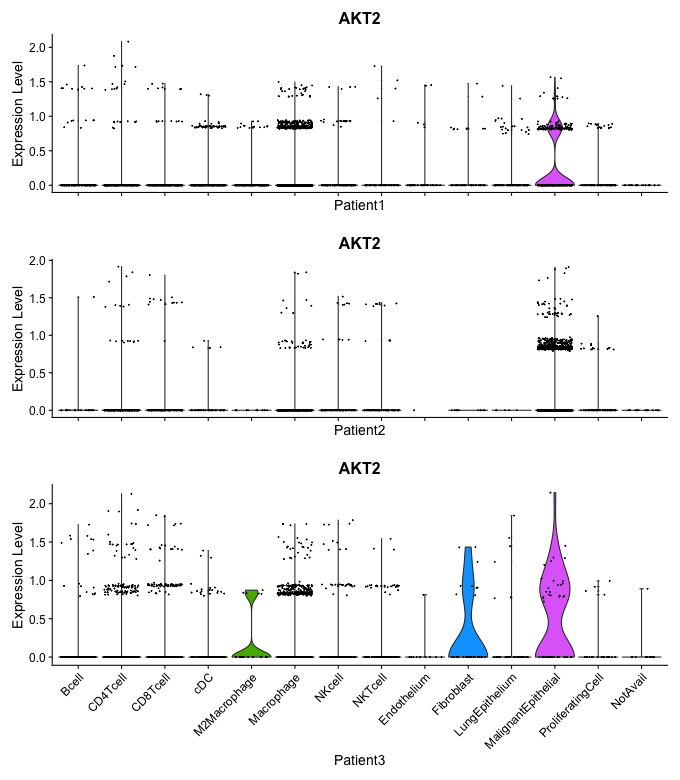 AKT2
Expression Level
2.0
1.5
1.0
0.5
0.0
Patient1
AKT2
Expression Level
2.0
1.5
1.0
0.5
0.0
Patient2
AKT2
Expression Level
2.0
1.5
1.0
0.5
0.0
Bcell
CD4Tcell
CD8Tcell
cDC
M2Macrophage
Macrophage
NKcell
NKTcell
Endothelium
Fibroblast
LungEpithelium
MalignantEpithelial
ProliferatingCell
NotAvail
Patient3